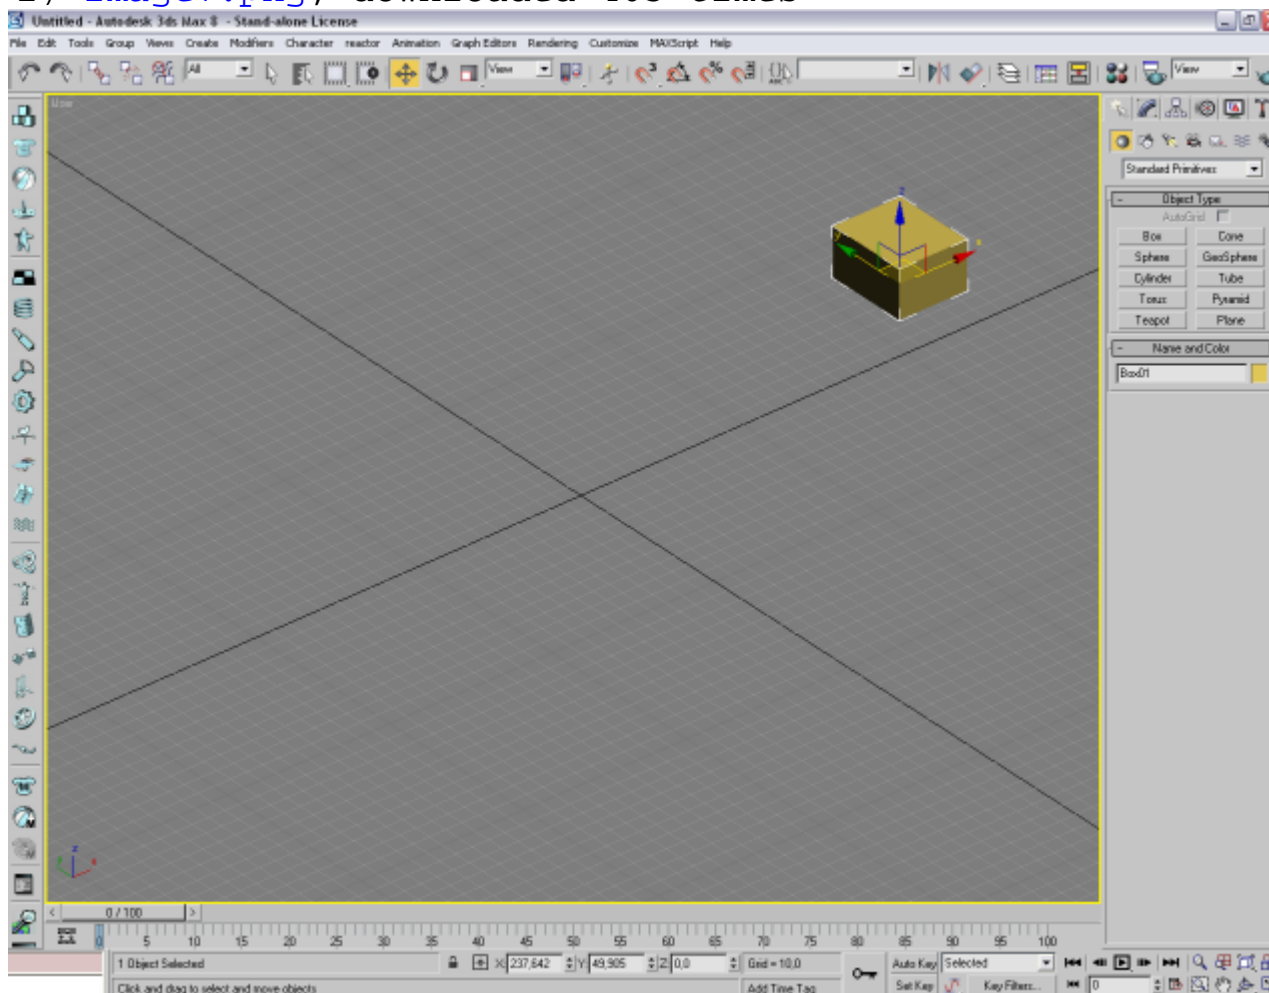 Untitled - Autodesk 3ds Max 8 - Stand-alone License
File Edit Tools Group Views Create Modifiers Character reactor Animation Graph Editors Rendering Customize MAXScript Help
All View View
User
Standard Primitives
- Object Type
AutoGrid
Box Cone
Sphere GeoSphere
Cylinder Tube
Torus Pyramid
Teapot Plane
- Name and Color
Box01
z
y x
z
x
0 / 100
0 5 10 15 20 25 30 35 40 45 50 55 60 65 70 75 80 85 90 95 100
1 Object Selected X: 237,642 Y: 49,905 Z: 0,0 Grid = 10,0 Auto Key Selected
Click and drag to select and move objects Add Time Tag Set Key Key Filters... 0